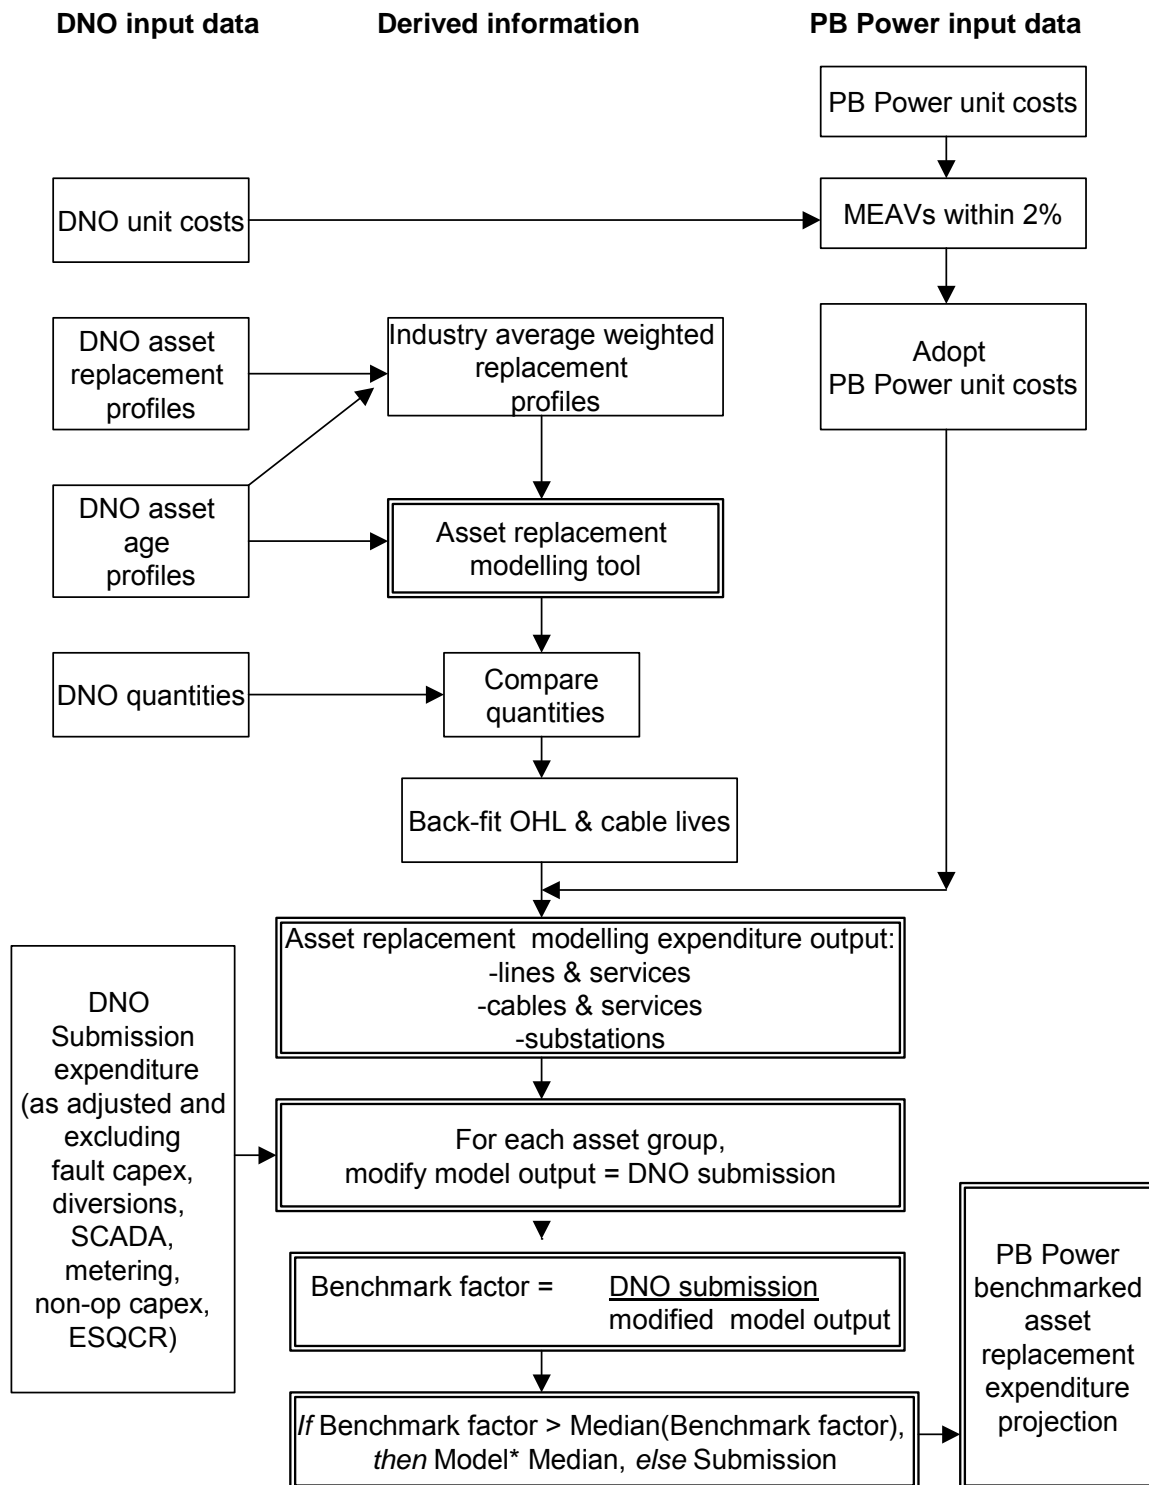 DNO input data
Derived information
PB Power input data
PB Power unit costs
DNO unit costs
MEAVs within 2%
DNO asset
replacement
profiles
Industry average weighted
replacement
profiles
Adopt
PB Power unit costs
DNO asset
age
profiles
Asset replacement
modelling tool
DNO quantities
Compare
quantities
Back-fit OHL & cable lives
Asset replacement modelling expenditure output:
-lines & services
-cables & services
-substations
DNO
Submission
expenditure
(as adjusted and
excluding
fault capex,
diversions,
SCADA,
metering,
non-op capex,
ESQCR)
For each asset group,
modify model output = DNO submission
Benchmark factor = DNO submission
modified model output
If Benchmark factor > Median(Benchmark factor),
then Model* Median, else Submission
PB Power
benchmarked
asset
replacement
expenditure
projection